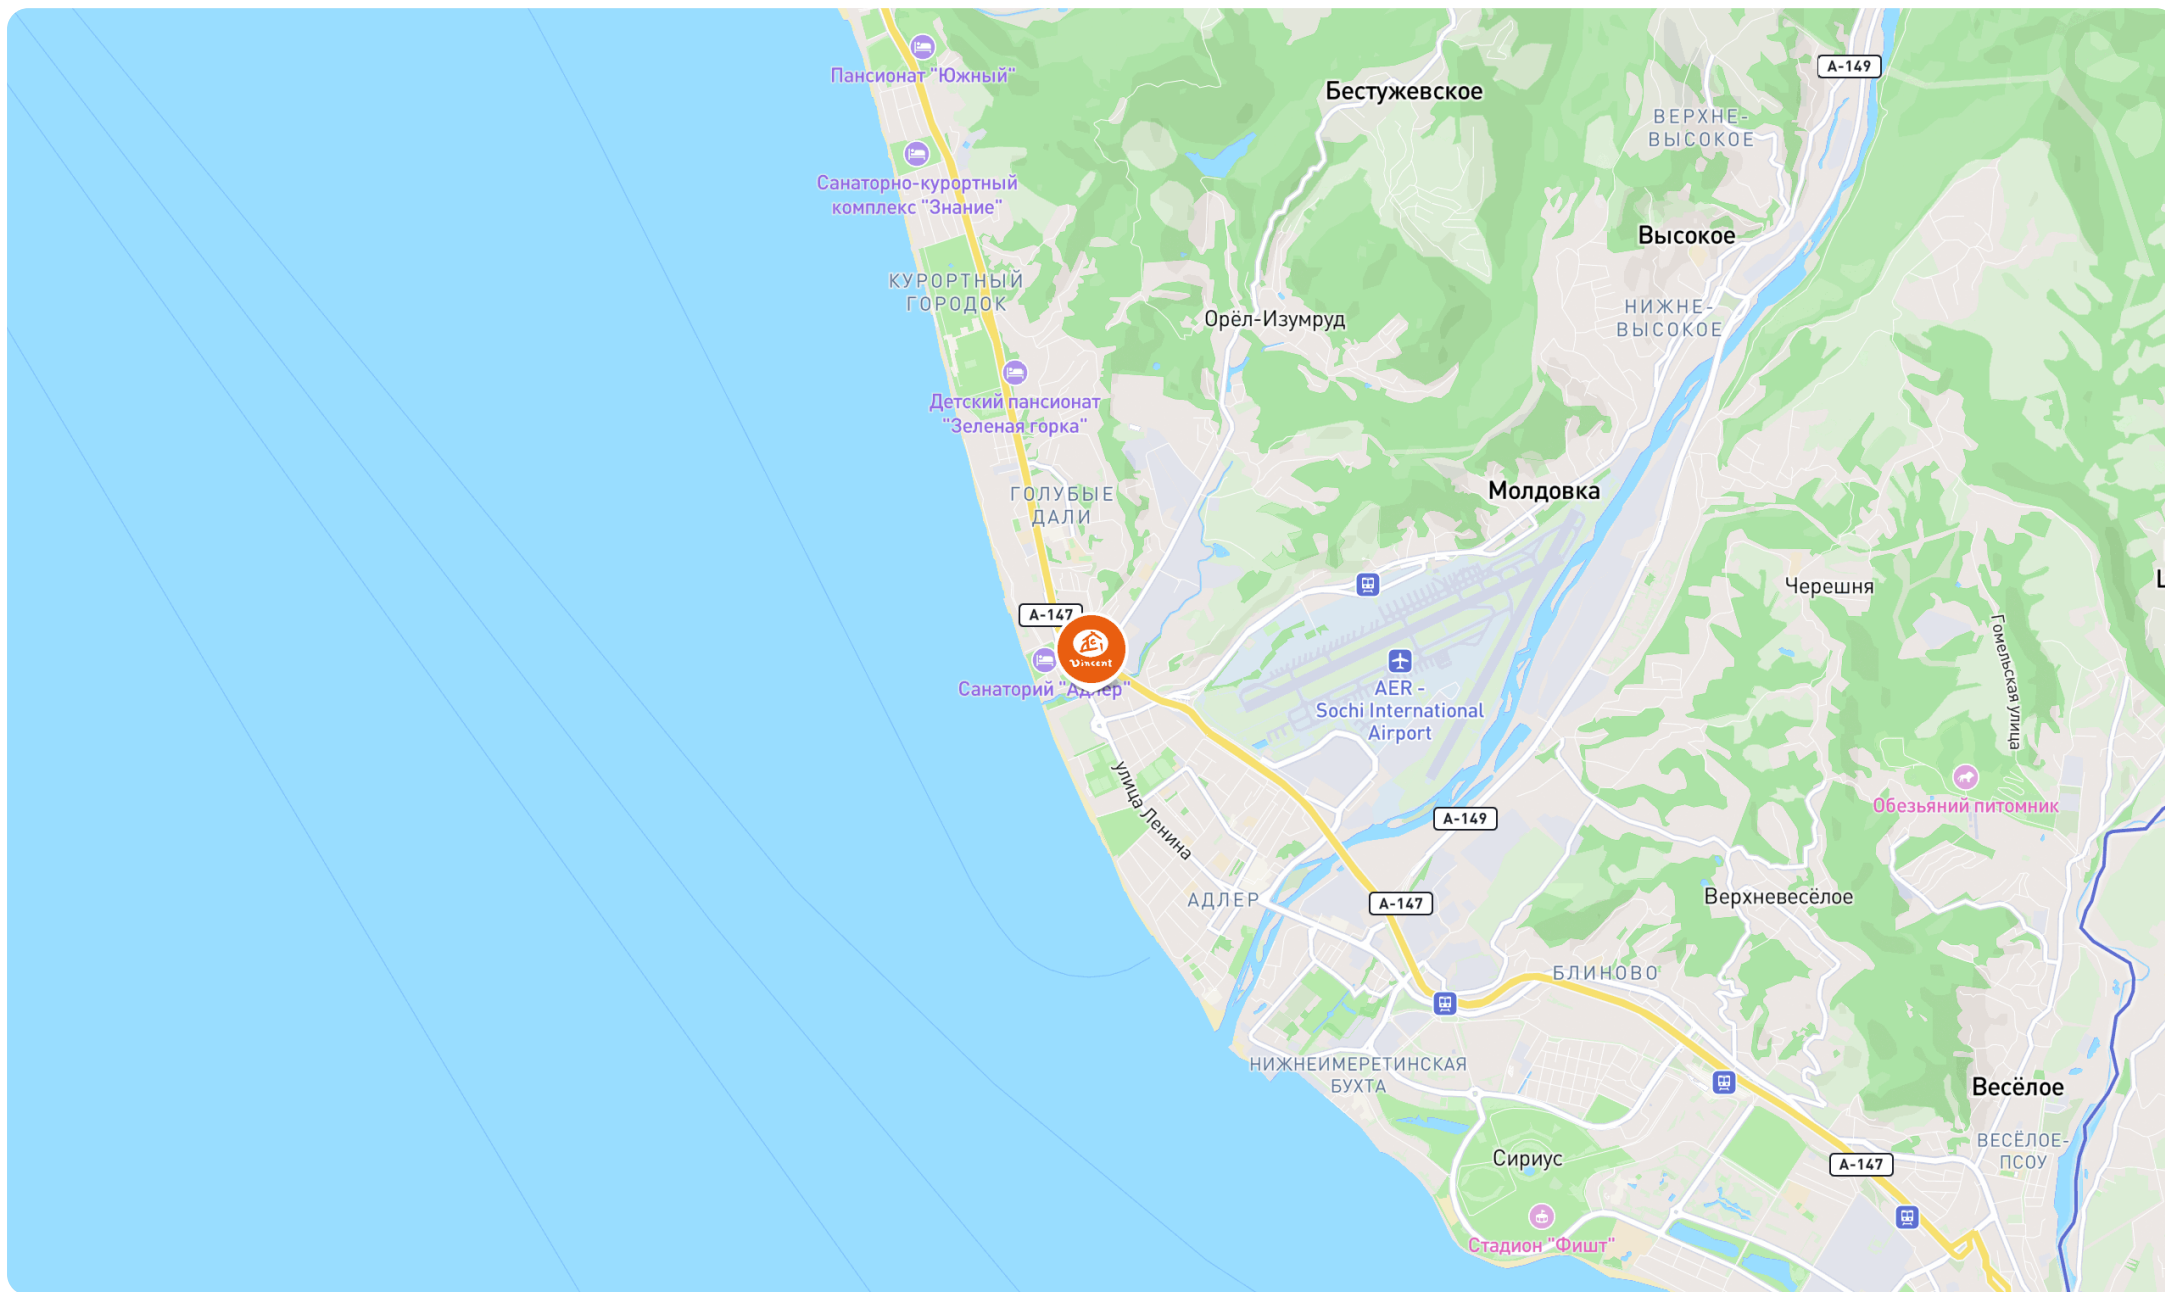 А-149
Пансионат "Южный"
Бестужевское
ВЕРХНЕ-
ВЫСОКОЕ
Санаторно-курортный
комплекс "Знание"
Высокое
КУРОРТНЫЙ
ГОРОДОК
НИЖНЕ-
ВЫСОКОЕ
Орёл-Изумруд
Детский пансионат
"Зеленая горка"
ГОЛУБЫЕ
ДАЛИ
Молдовка
Черешня
А-147
Vincent
Санаторий "Адлер"
AER -
Sochi International
Airport
Гомельская улица
Обезьяний питомник
улица Ленина
А-149
АДЛЕР
А-147
Верхневесёлое
БЛИНОВО
НИЖНЕИМЕРЕТИНСКАЯ
БУХТА
Весёлое
ВЕСЁЛОЕ-
ПСОУ
Сириус
А-147
Стадион "Фишт"